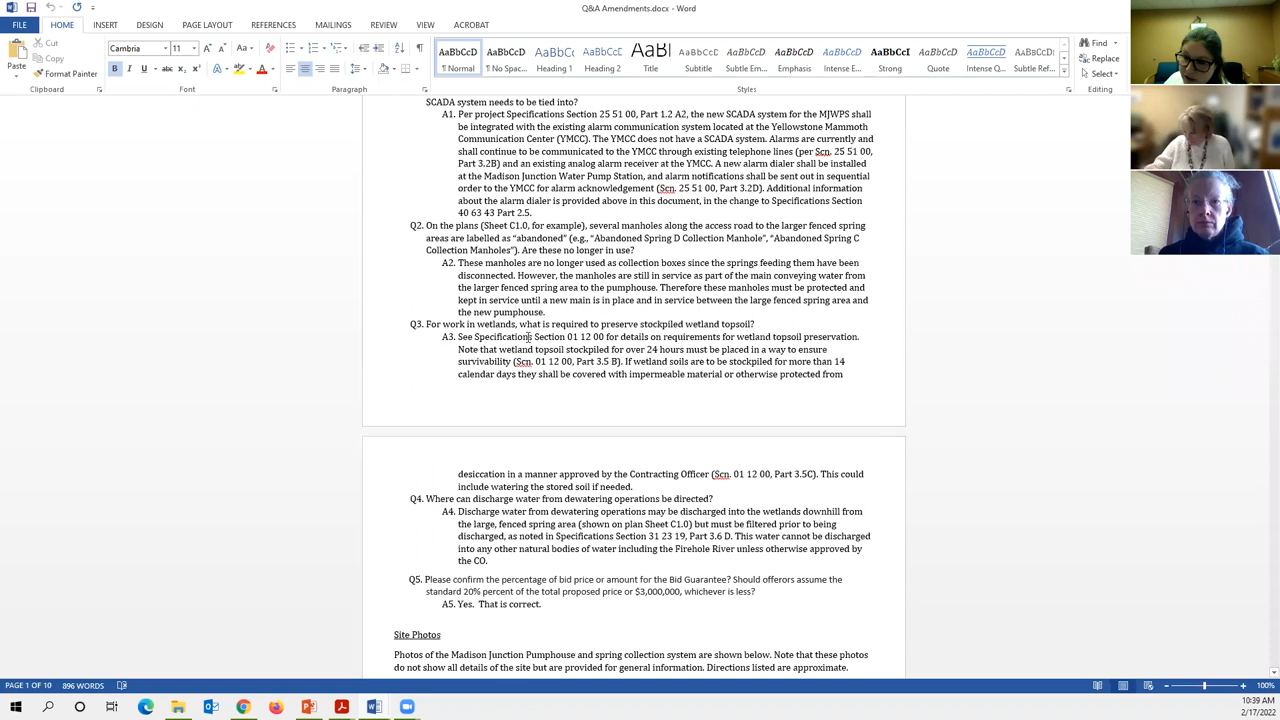 Q&A Amendments.docx - Word
FILE HOME INSERT DESIGN PAGE LAYOUT REFERENCES MAILINGS REVIEW VIEW ACROBAT
Paste
Cut
Copy
Format Painter
Clipboard
Cambria 11
Font
Paragraph
AaBbCcD AaBbCcD AaBbCc AaBbCc AaBl AaBbCcD AaBbCcD AaBbCcD AaBbCcD AaBbCcI AaBbCcD AaBbCcD AaBbCcD
¶ Normal ¶ No Spac... Heading 1 Heading 2 Title Subtitle Subtle Em... Emphasis Intense E... Strong Quote Intense Q... Subtle Ref...
Styles
Find
Replace
Select
Editing
SCADA system needs to be tied into?
A1. Per project Specifications Section 25 51 00, Part 1.2 A2, the new SCADA system for the MJWPS shall
be integrated with the existing alarm communication system located at the Yellowstone Mammoth
Communication Center (YMCC). The YMCC does not have a SCADA system. Alarms are currently and
shall continue to be communicated to the YMCC through existing telephone lines (per Scn. 25 51 00,
Part 3.2B) and an existing analog alarm receiver at the YMCC. A new alarm dialer shall be installed
at the Madison Junction Water Pump Station, and alarm notifications shall be sent out in sequential
order to the YMCC for alarm acknowledgement (Scn. 25 51 00, Part 3.2D). Additional information
about the alarm dialer is provided above in this document, in the change to Specifications Section
40 63 43 Part 2.5.
Q2. On the plans (Sheet C1.0, for example), several manholes along the access road to the larger fenced spring
areas are labelled as “abandoned” (e.g., “Abandoned Spring D Collection Manhole”, “Abandoned Spring C
Collection Manholes”). Are these no longer in use?
A2. These manholes are no longer used as collection boxes since the springs feeding them have been
disconnected. However, the manholes are still in service as part of the main conveying water from
the larger fenced spring area to the pumphouse. Therefore these manholes must be protected and
kept in service until a new main is in place and in service between the large fenced spring area and
the new pumphouse.
Q3. For work in wetlands, what is required to preserve stockpiled wetland topsoil?
A3. See Specifications Section 01 12 00 for details on requirements for wetland topsoil preservation.
Note that wetland topsoil stockpiled for over 24 hours must be placed in a way to ensure
survivability (Scn. 01 12 00, Part 3.5 B). If wetland soils are to be stockpiled for more than 14
calendar days they shall be covered with impermeable material or otherwise protected from
desiccation in a manner approved by the Contracting Officer (Scn. 01 12 00, Part 3.5C). This could
include watering the stored soil if needed.
Q4. Where can discharge water from dewatering operations be directed?
A4. Discharge water from dewatering operations may be discharged into the wetlands downhill from
the large, fenced spring area (shown on plan Sheet C1.0) but must be filtered prior to being
discharged, as noted in Specifications Section 31 23 19, Part 3.6 D. This water cannot be discharged
into any other natural bodies of water including the Firehole River unless otherwise approved by
the CO.
Q5. Please confirm the percentage of bid price or amount for the Bid Guarantee? Should offerors assume the
standard 20% percent of the total proposed price or $3,000,000, whichever is less?
A5. Yes. That is correct.
Site Photos
Photos of the Madison Junction Pumphouse and spring collection system are shown below. Note that these photos
do not show all details of the site but are provided for general information. Directions listed are approximate.
PAGE 1 OF 10 896 WORDS
100%
10:39 AM
2/17/2022